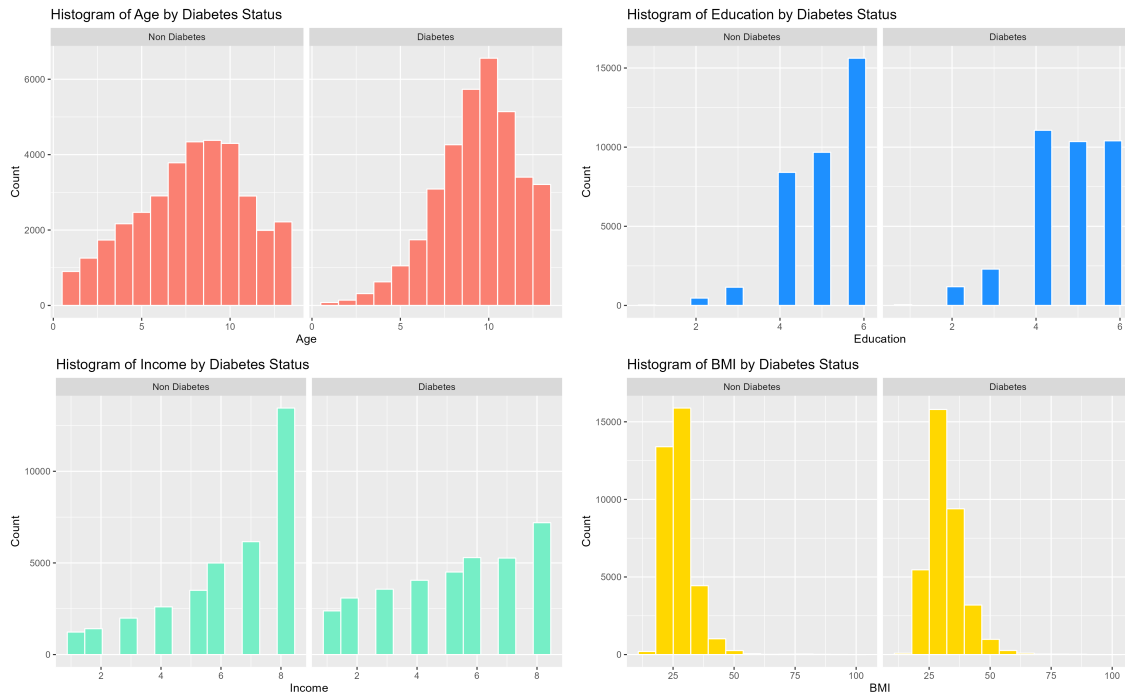 Histogram of Age by Diabetes Status
Non Diabetes
Diabetes
6000
4000
2000
0
Count
0
5
10
0
5
10
Age
Histogram of Education by Diabetes Status
Non Diabetes
Diabetes
15000
10000
5000
0
Count
2
4
6
2
4
6
Education
Histogram of Income by Diabetes Status
Non Diabetes
Diabetes
10000
5000
0
Count
2
4
6
8
2
4
6
8
Income
Histogram of BMI by Diabetes Status
Non Diabetes
Diabetes
15000
10000
5000
0
Count
25
50
75
100
25
50
75
100
BMI